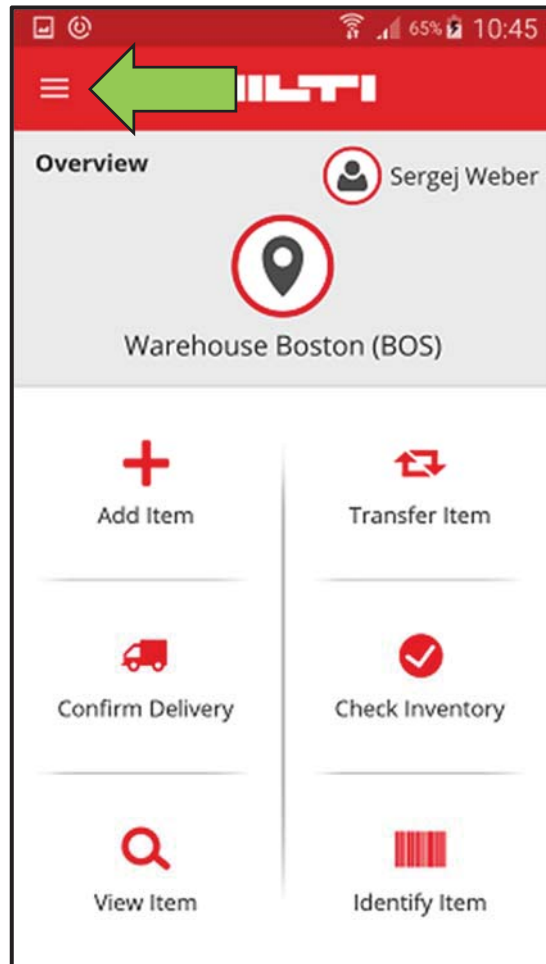 65% 10:45
Overview
Sergej Weber
Warehouse Boston (BOS)
Add Item
Transfer Item
Confirm Delivery
Check Inventory
View Item
Identify Item